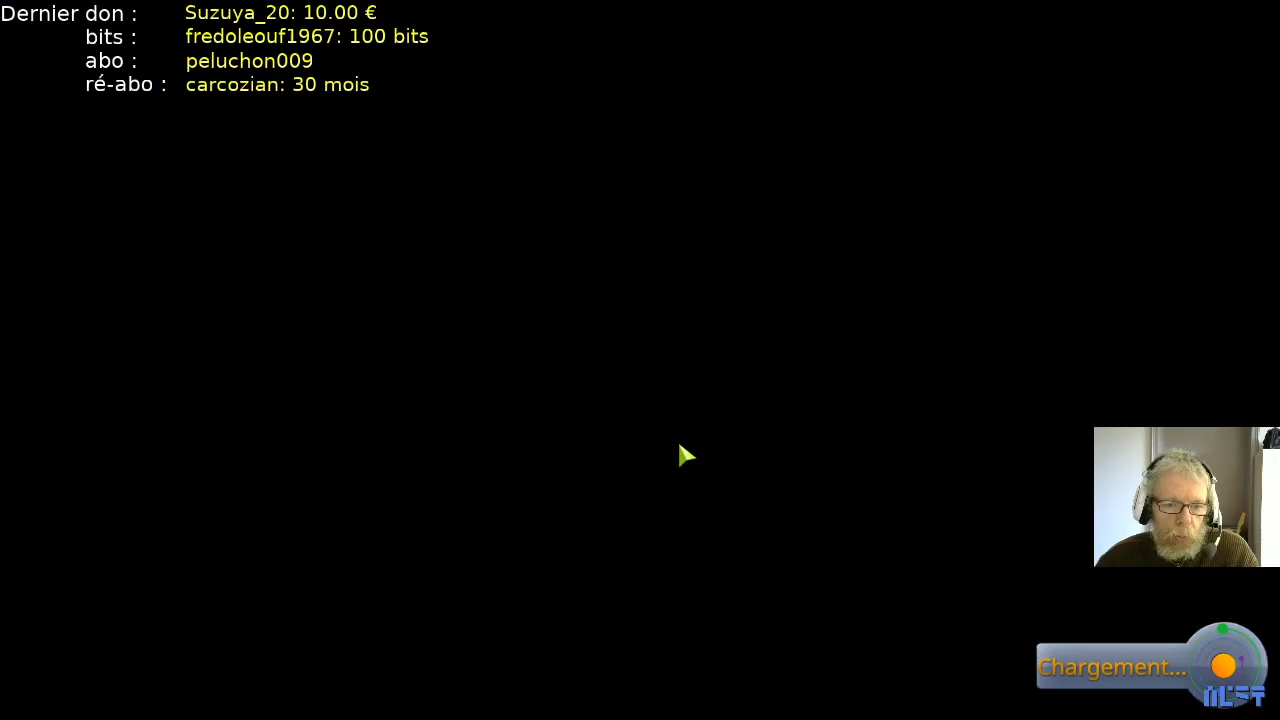 Dernier don : Suzuya_20: 10.00 €
bits : fredoleouf1967: 100 bits
abo : peluchon009
ré-abo : carcozian: 30 mois
Chargement...